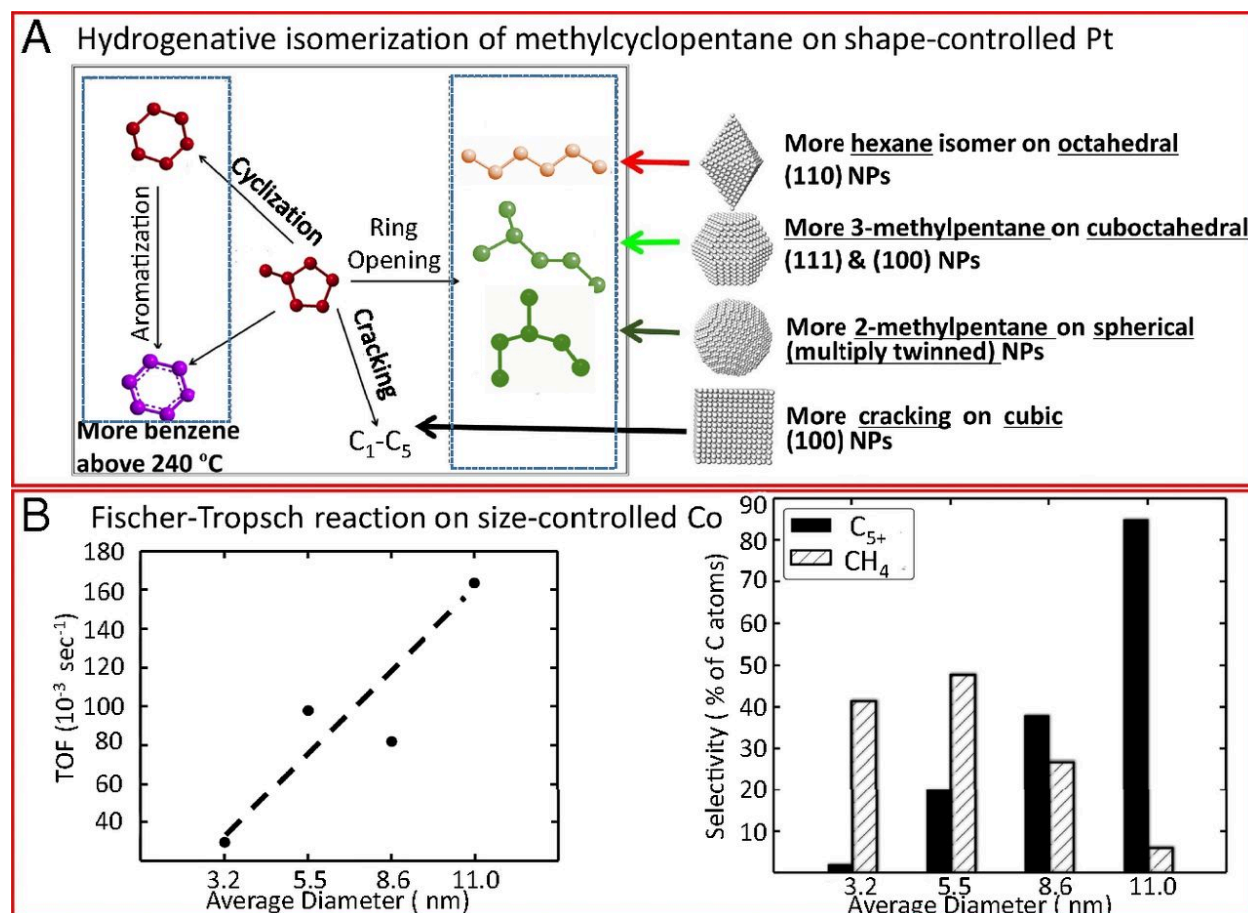 A Hydrogenative isomerization of methylcyclopentane on shape-controlled Pt
Cyclization
Aromatization
Ring
Opening
Cracking
C₁-C₅
More benzene
above 240 ºC
More hexane isomer on octahedral
(110) NPs
More 3-methylpentane on cuboctahedral
(111) & (100) NPs
More 2-methylpentane on spherical
(multiply twinned) NPs
More cracking on cubic
(100) NPs
B Fischer-Tropsch reaction on size-controlled Co
TOF (10⁻³ sec⁻¹)
180
160
140
120
100
80
60
40
3.2 5.5 8.6 11.0
Average Diameter ( nm)
Selectivity ( % of C atoms)
90
80
70
60
50
40
30
20
10
C₅₊
CH₄
3.2 5.5 8.6 11.0
Average Diameter ( nm)